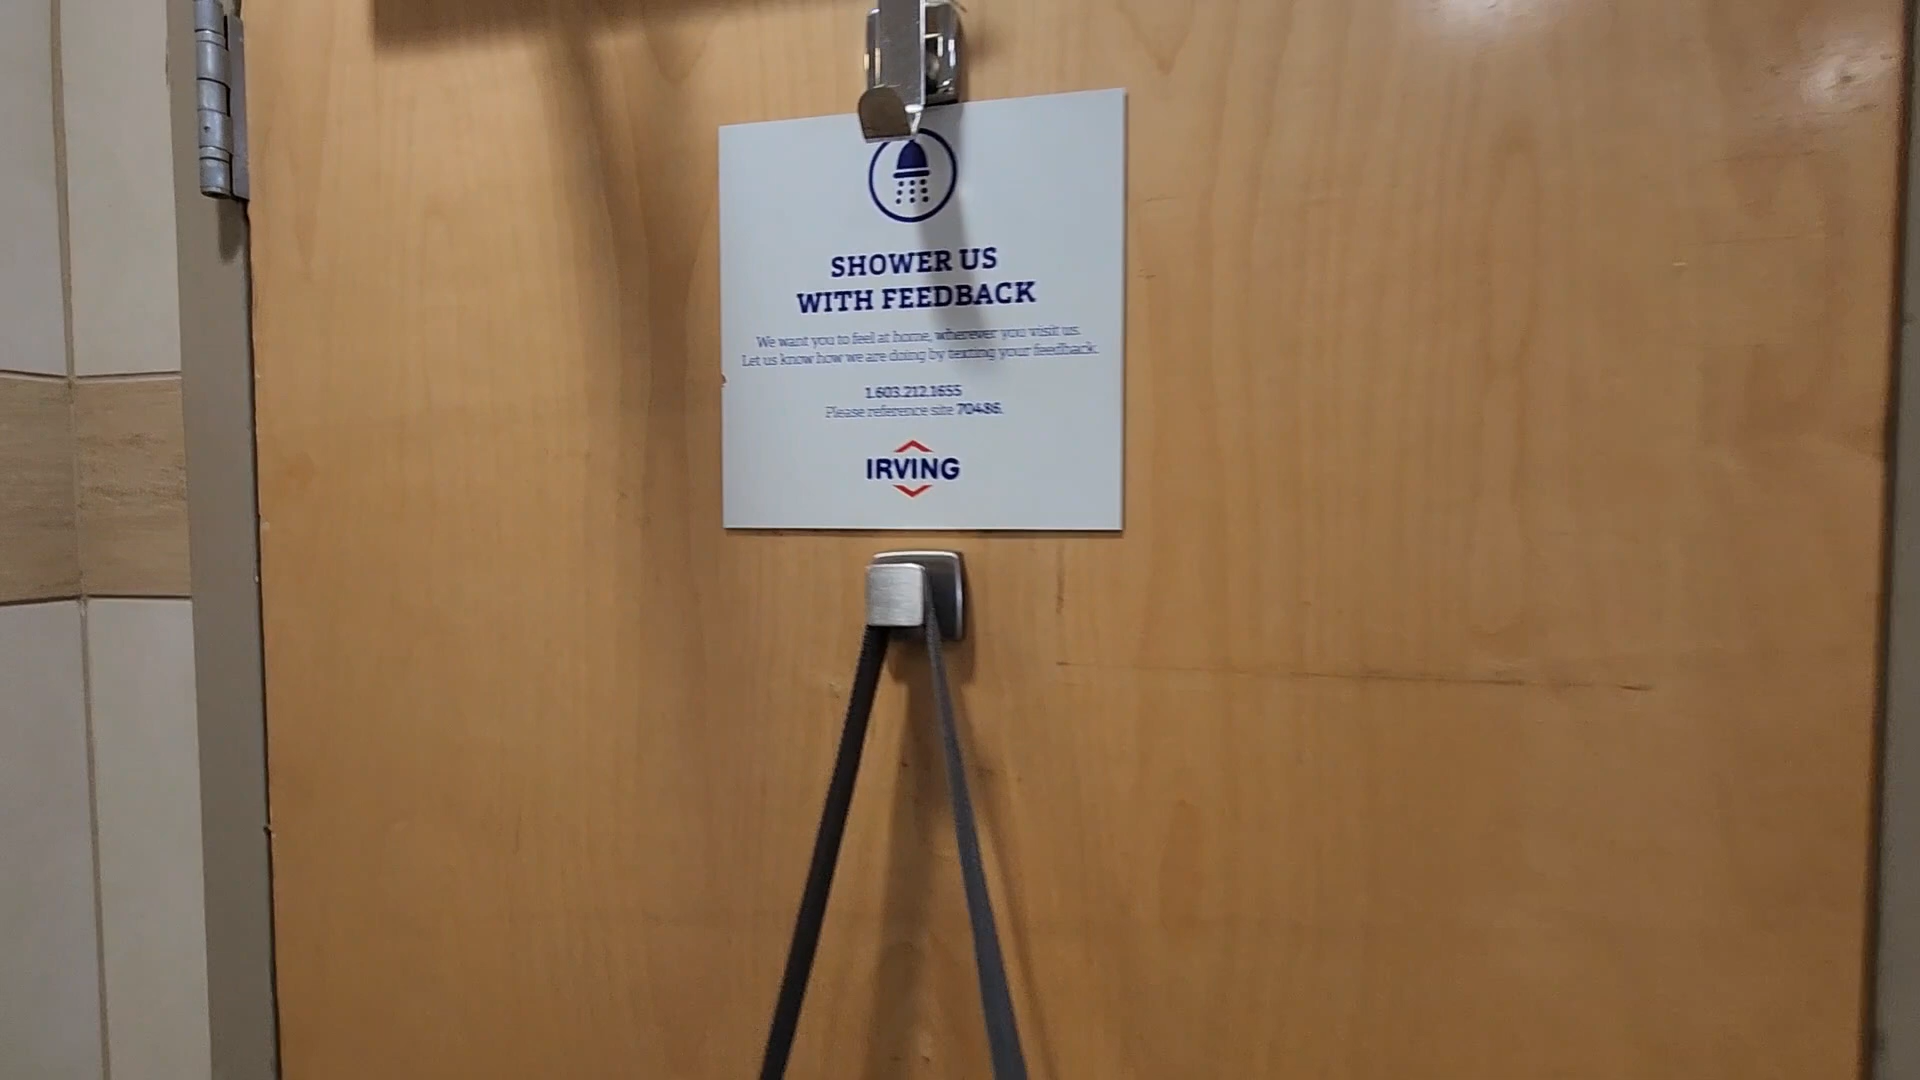 SHOWER US
WITH FEEDBACK
We want you to feel at home, wherever you visit us.
Let us know how we are doing by texting your feedback.
1.603.212.1655
Please reference site 70486.
IRVING